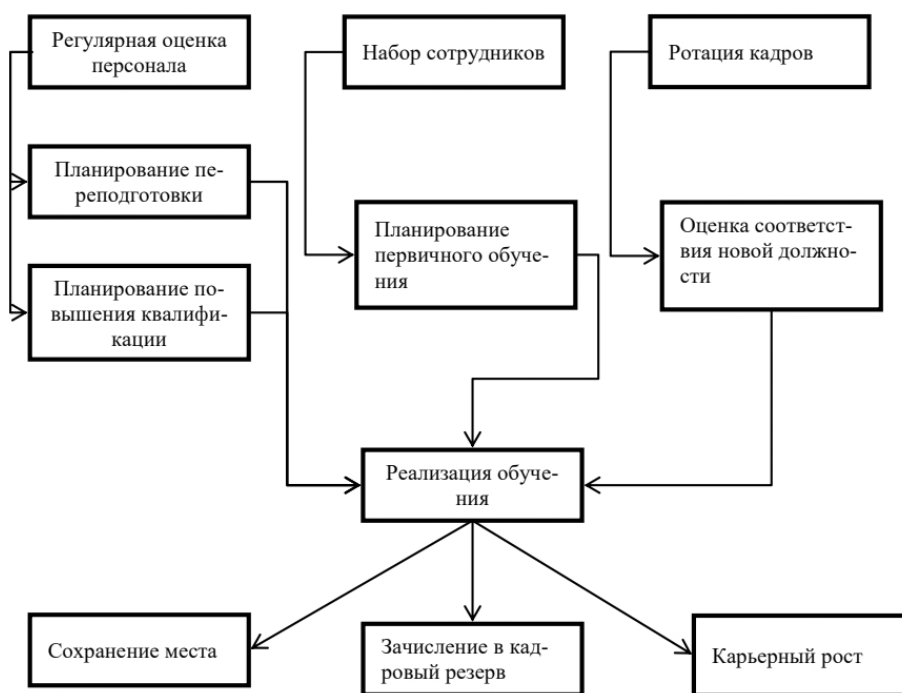 Регулярная оценка
персонала
Набор сотрудников
Ротация кадров
Планирование пе-
реподготовки
Планирование
первичного обуче-
ния
Оценка соответст-
вия новой должно-
сти
Планирование по-
вышения квалифи-
кации
Реализация обуче-
ния
Сохранение места
Зачисление в кад-
ровый резерв
Карьерный рост